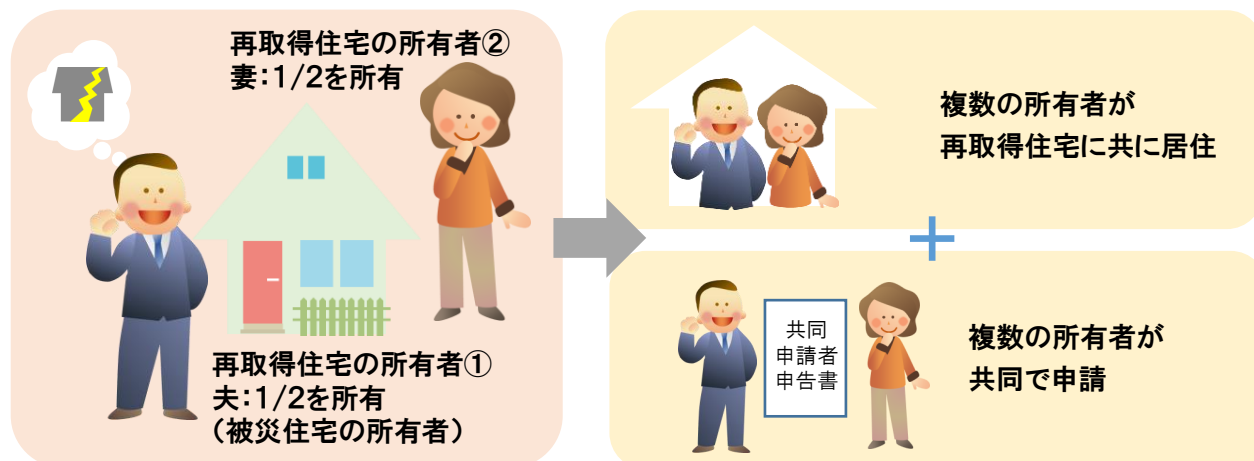 再取得住宅の所有者②
妻：1/2を所有
再取得住宅の所有者①
夫：1/2を所有
（被災住宅の所有者）
複数の所有者が
再取得住宅に共に居住
＋
共同
申請者
申告書
複数の所有者が
共同で申請